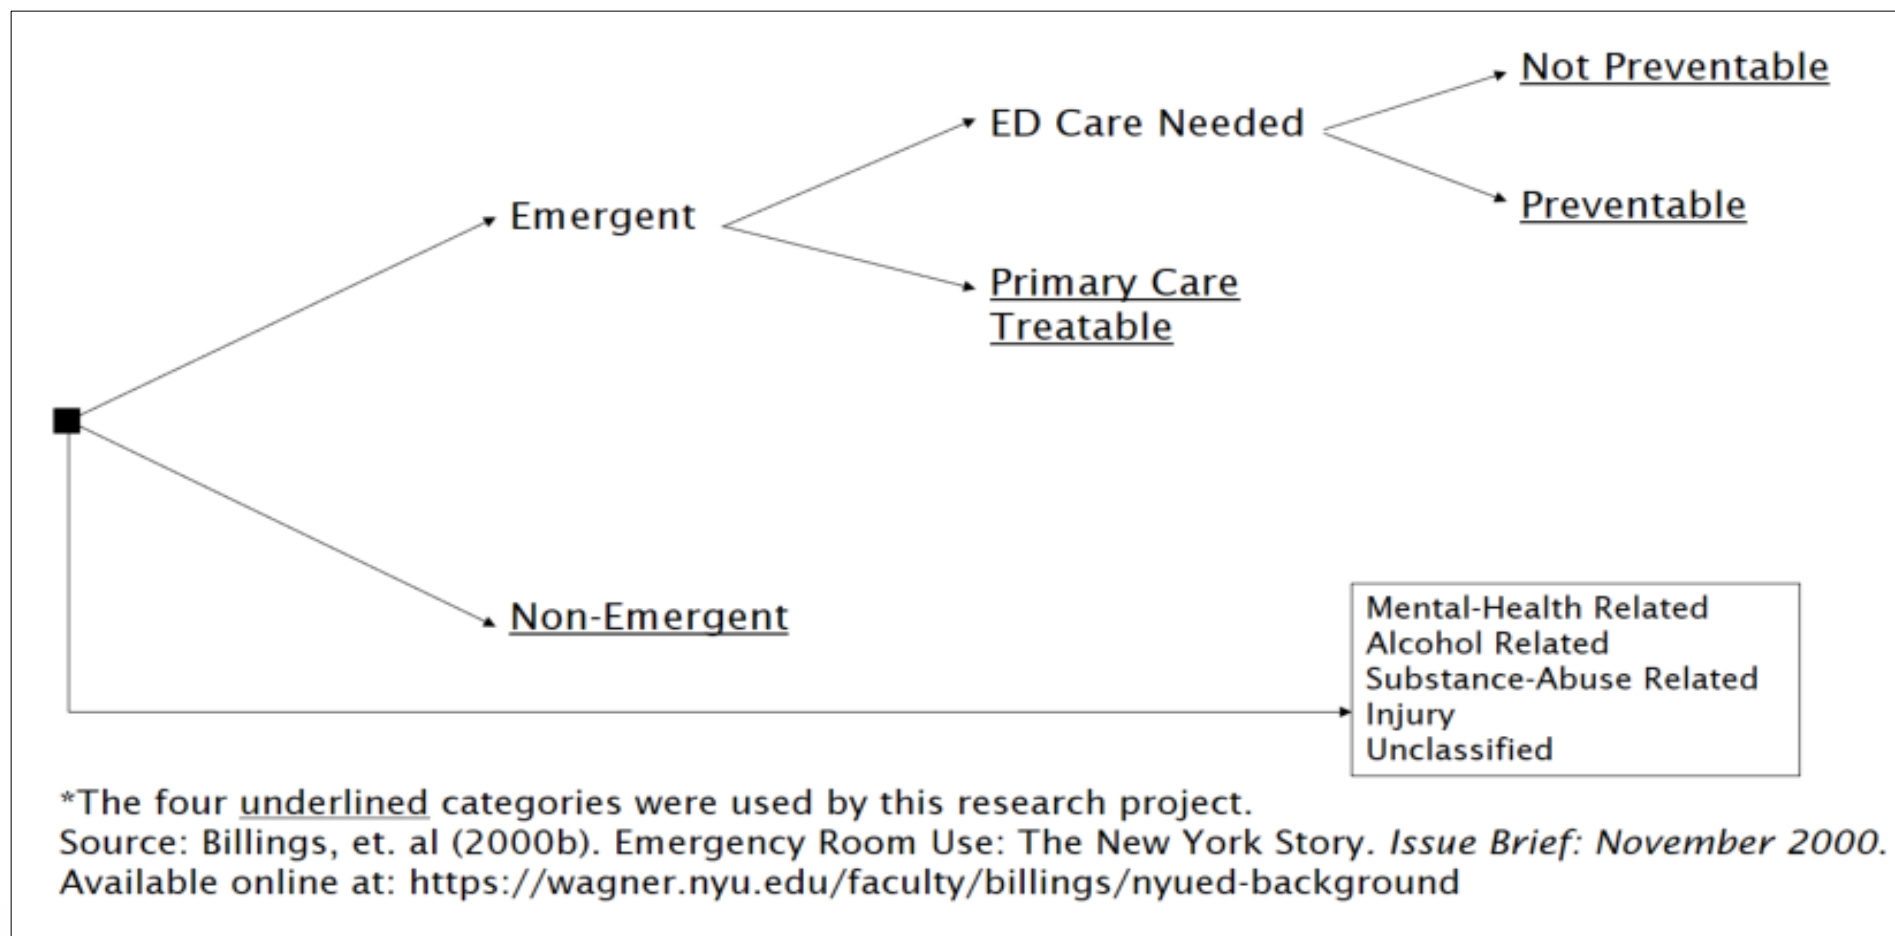 Not Preventable
ED Care Needed
Preventable
Emergent
Primary Care
Treatable
Non-Emergent
Mental-Health Related
Alcohol Related
Substance-Abuse Related
Injury
Unclassified
*The four underlined categories were used by this research project.
Source: Billings, et. al (2000b). Emergency Room Use: The New York Story. Issue Brief: November 2000.
Available online at: https://wagner.nyu.edu/faculty/billings/nyued-background